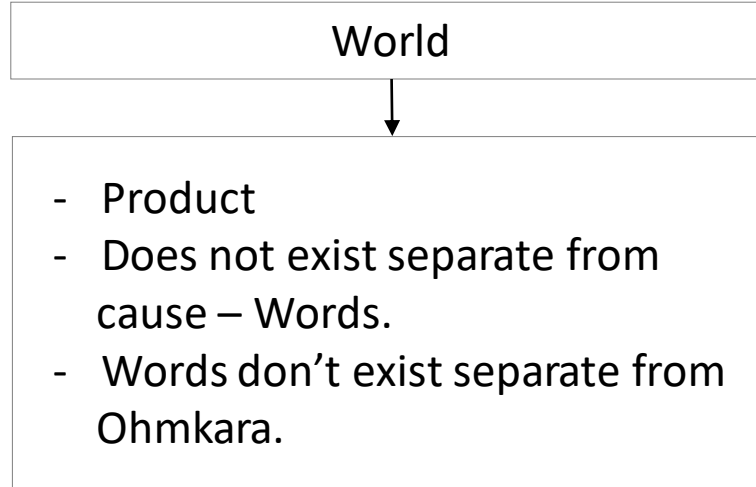 World
- Product
- Does not exist separate from
cause – Words.
- Words don’t exist separate from
Ohmkara.